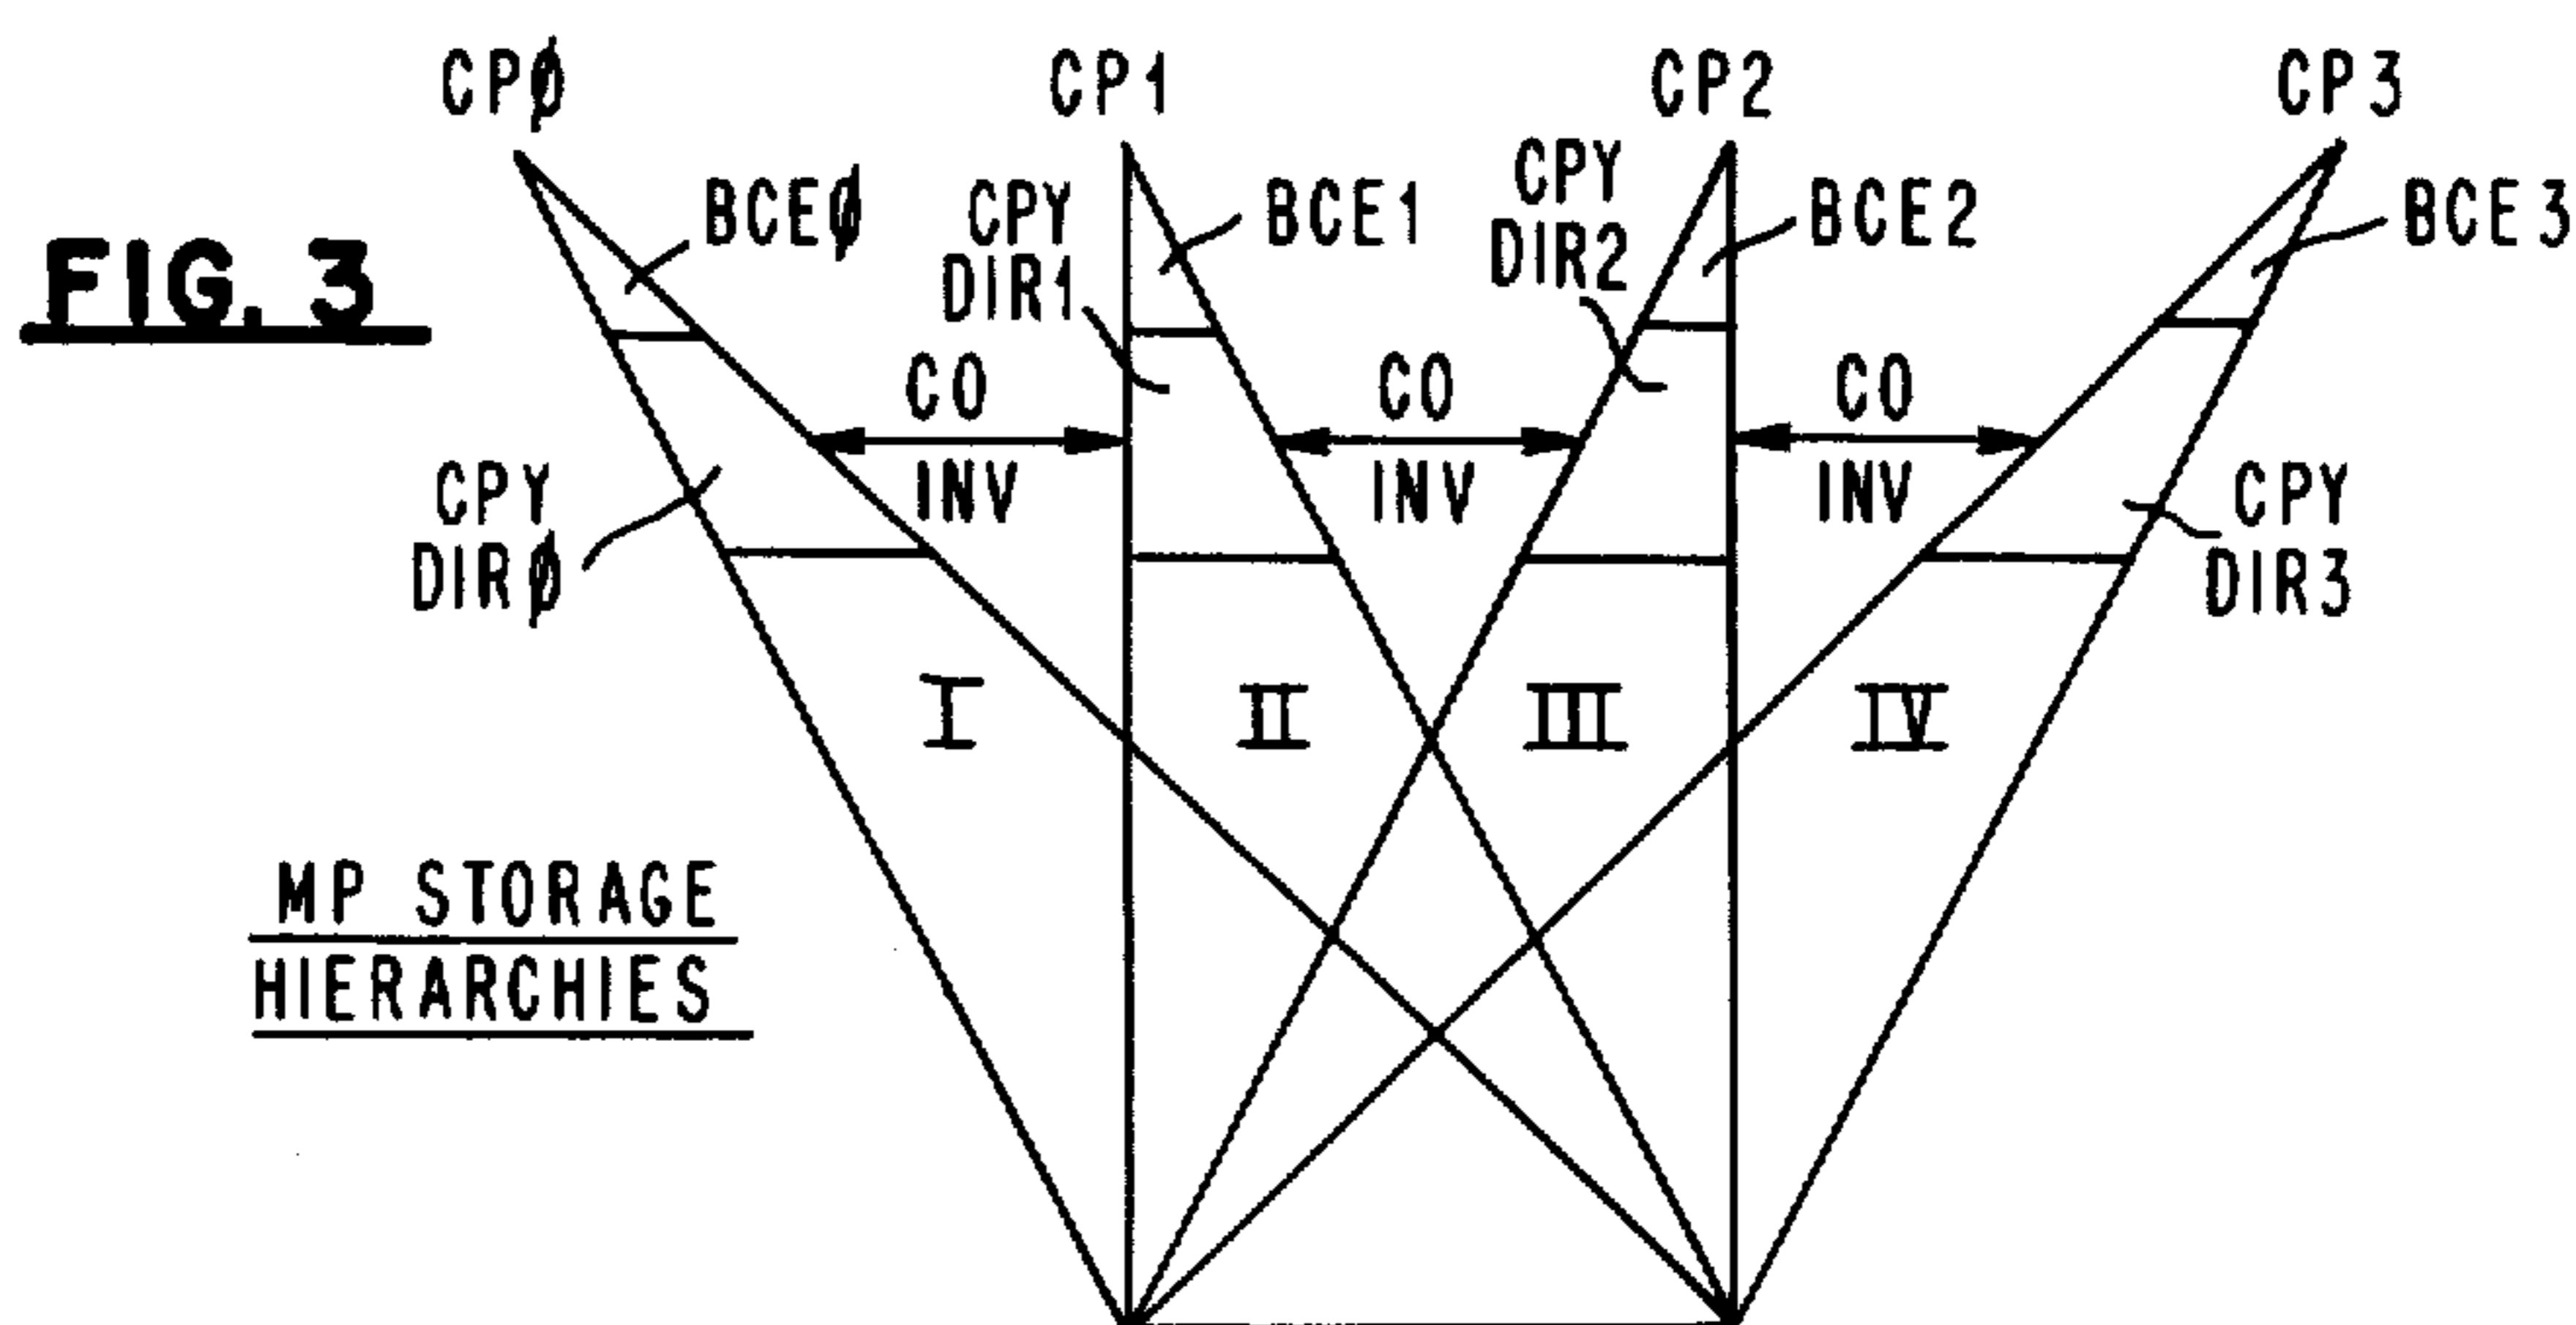 CPØ CP1 CP2 CP3
FIG. 3
BCEØ
CPY
DIR1
BCE1
CPY
DIR2
BCE2
BCE3
CO
INV
CO
INV
CO
INV
CPY
DIRØ
CPY
DIR3
I II III IV
MP STORAGE
HIERARCHIES